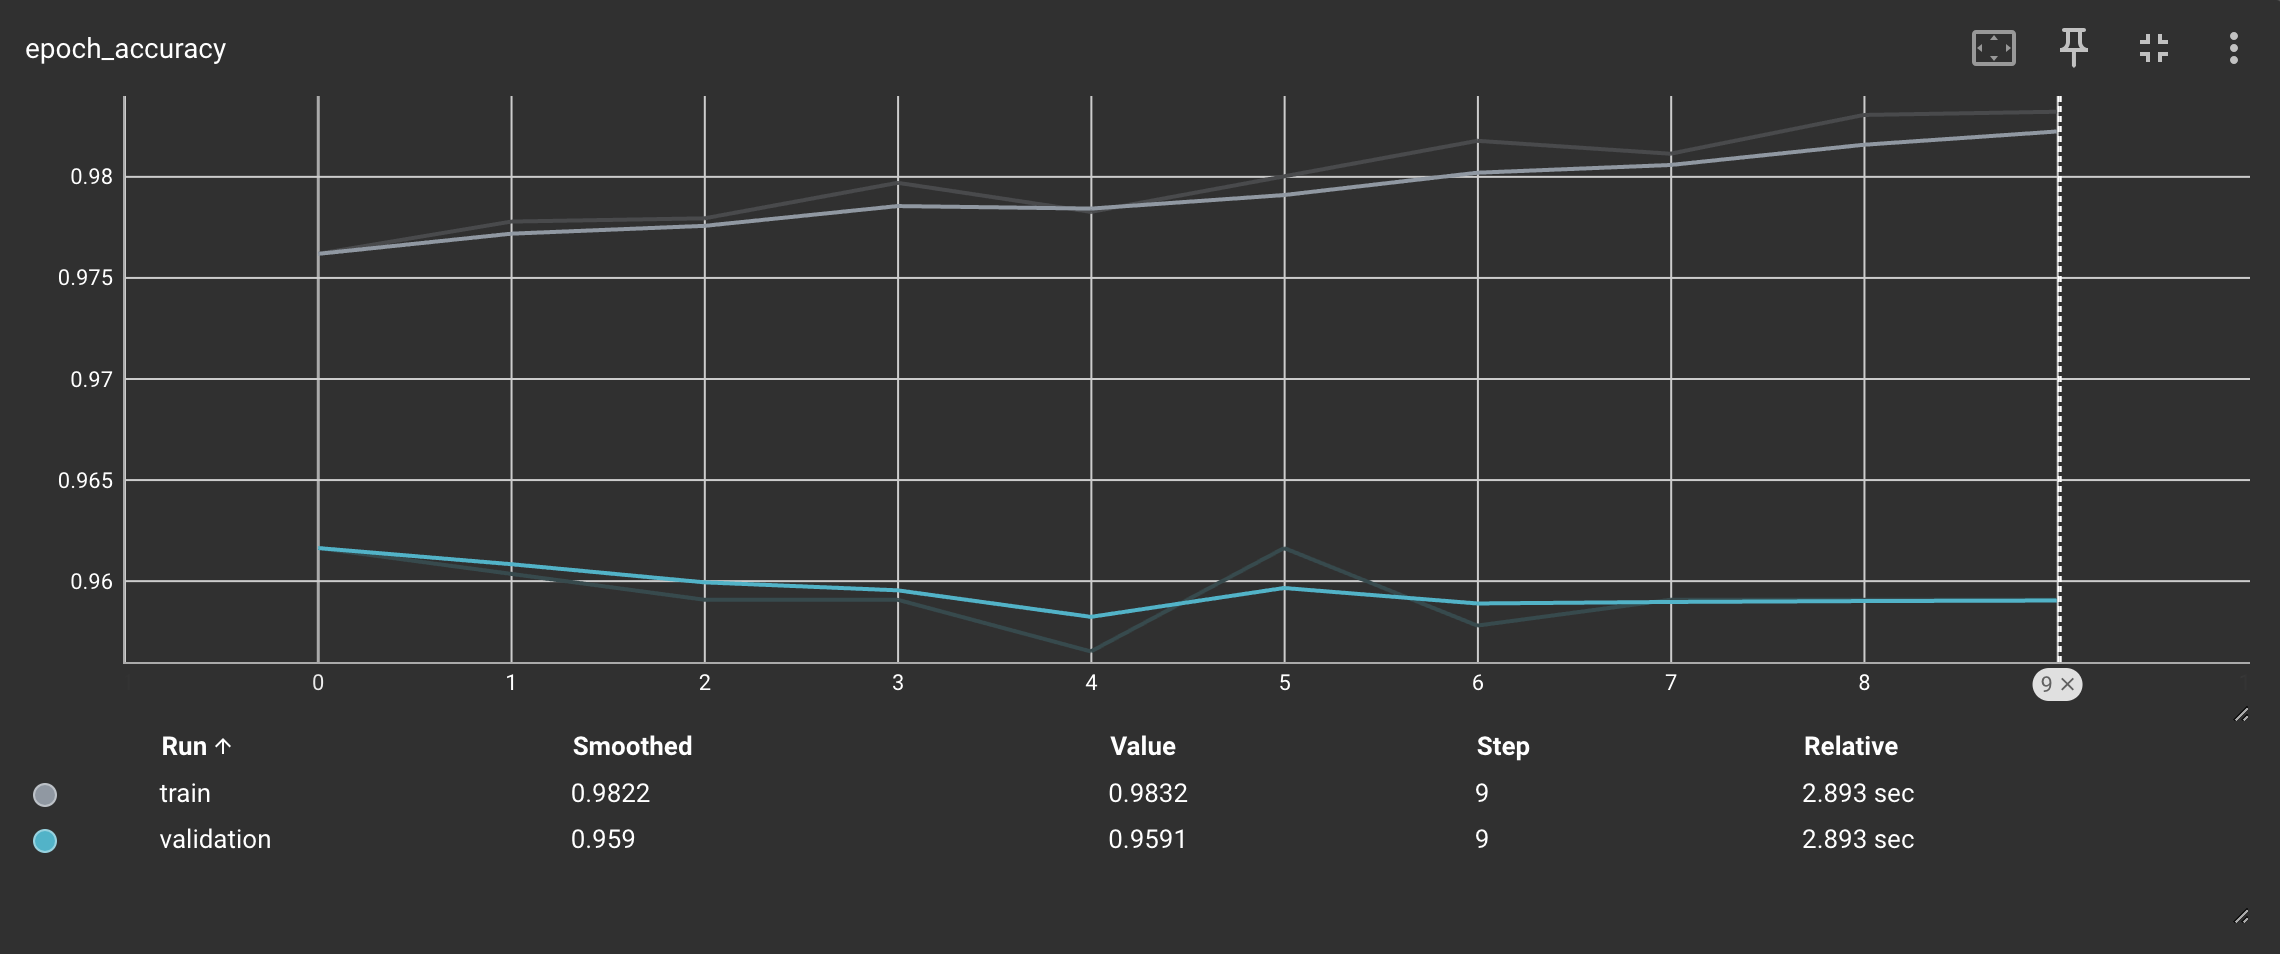 epoch_accuracy
0.98
0.975
0.97
0.965
0.96
0 1 2 3 4 5 6 7 8 9 ×
Run ↑ Smoothed Value Step Relative
train 0.9822 0.9832 9 2.893 sec
validation 0.959 0.9591 9 2.893 sec